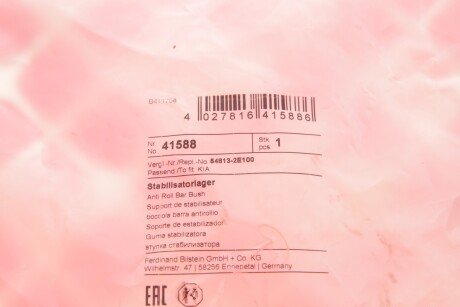 4 027816 415886
Nr.
No. 41588 Stk.
pcs. 1
Vergl.-Nr./Repl.-No. 54813-2E100
Passend /To fit: KIA
Stabilisatorlager
Anti Roll Bar Bush
Support de stabilisateur
boccola barra antirollio
Soporte de estabilizador
Guma stabilizatora
втулка стабилизатора
Ferdinand Bilstein GmbH + Co. KG
Wilhelmstr. 47 | 58256 Ennepetal | Germany
EAC